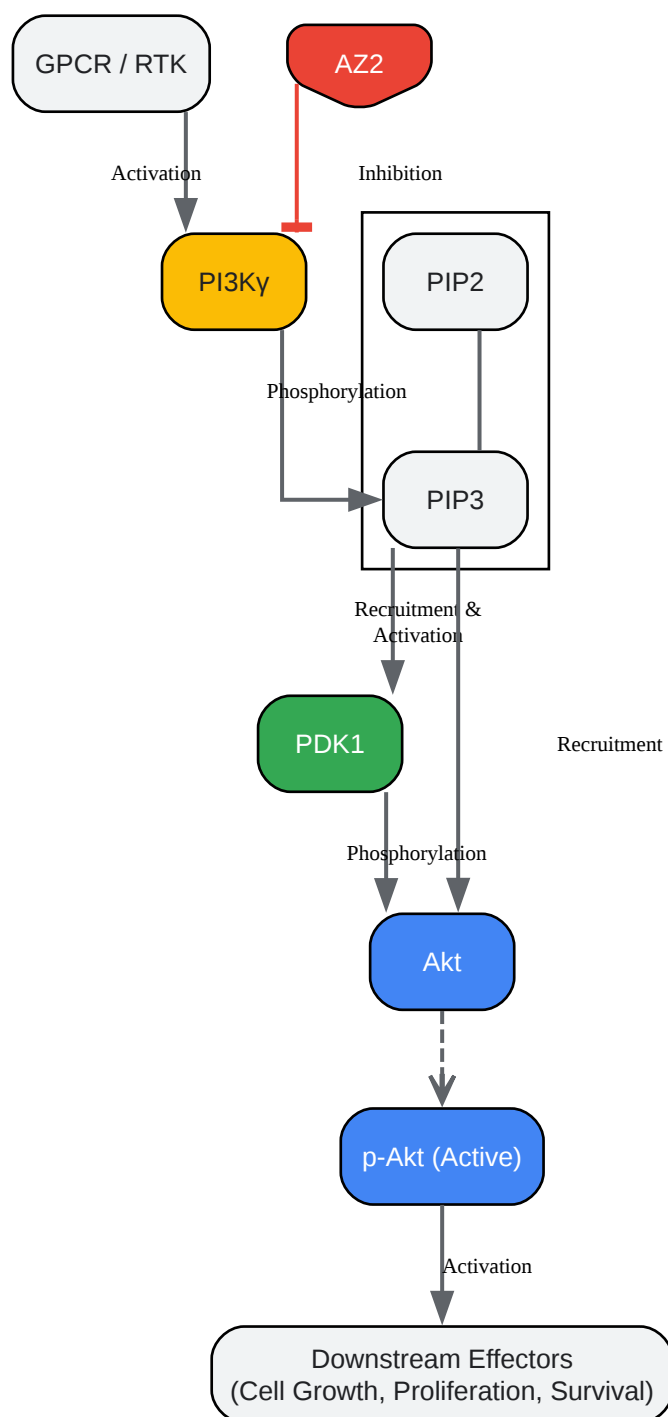 GPCR / RTK
AZ2
Activation
Inhibition
PI3Kγ
PIP2
Phosphorylation
PIP3
Recruitment &
Activation
PDK1
Recruitment
Phosphorylation
Akt
p-Akt (Active)
Activation
Downstream Effectors
(Cell Growth, Proliferation, Survival)